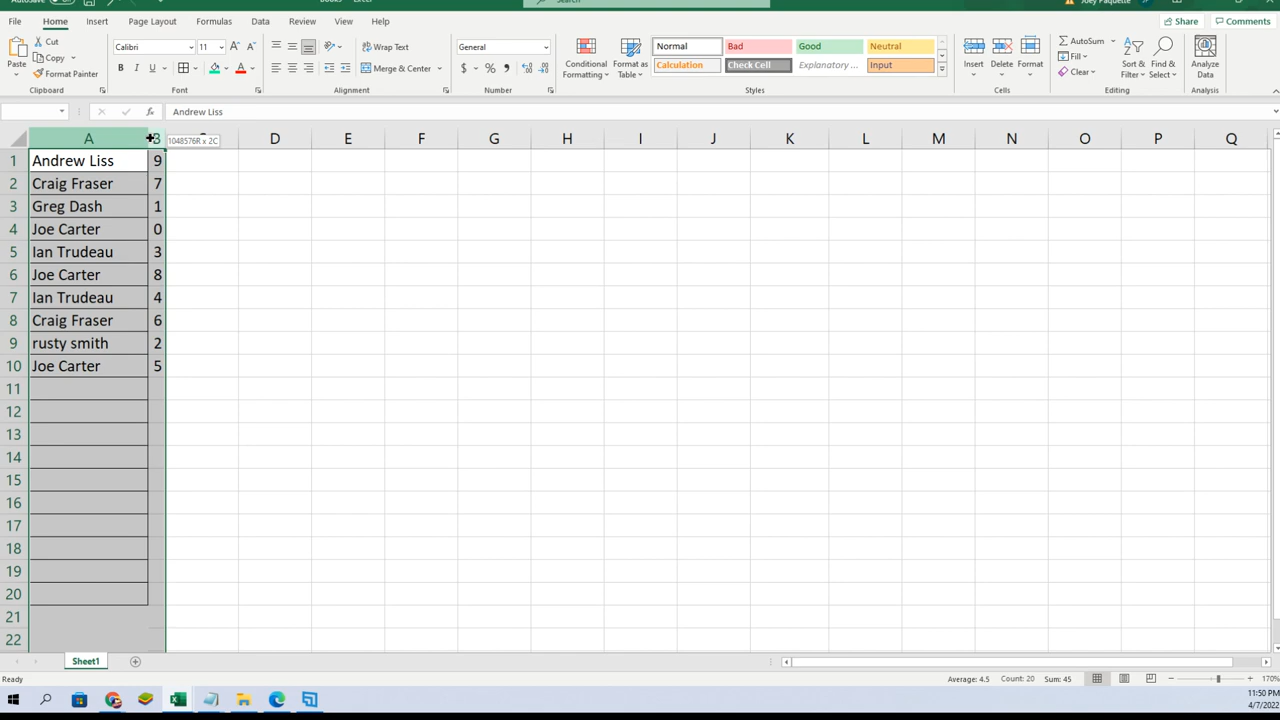 Search
Joey Paquette
File Home Insert Page Layout Formulas Data Review View Help Share Comments
Paste Cut Copy Format Painter Clipboard
Calibri 11 Font
Wrap Text Merge & Center Alignment
General Number
Conditional Formatting Format as Table
Normal Bad Good Neutral
Calculation Check Cell Explanatory ... Input
Styles
Insert Delete Format Cells
AutoSum Fill Clear Sort & Filter Find & Select Editing
Analyze Data Analysis
Andrew Liss
A B D E F G H I J K L M N O P Q
1048576R x 2C
1 Andrew Liss 9
2 Craig Fraser 7
3 Greg Dash 1
4 Joe Carter 0
5 Ian Trudeau 3
6 Joe Carter 8
7 Ian Trudeau 4
8 Craig Fraser 6
9 rusty smith 2
10 Joe Carter 5
11
12
13
14
15
16
17
18
19
20
21
22
Sheet1
Ready Average: 4.5 Count: 20 Sum: 45 170%
11:50 PM
4/7/2022